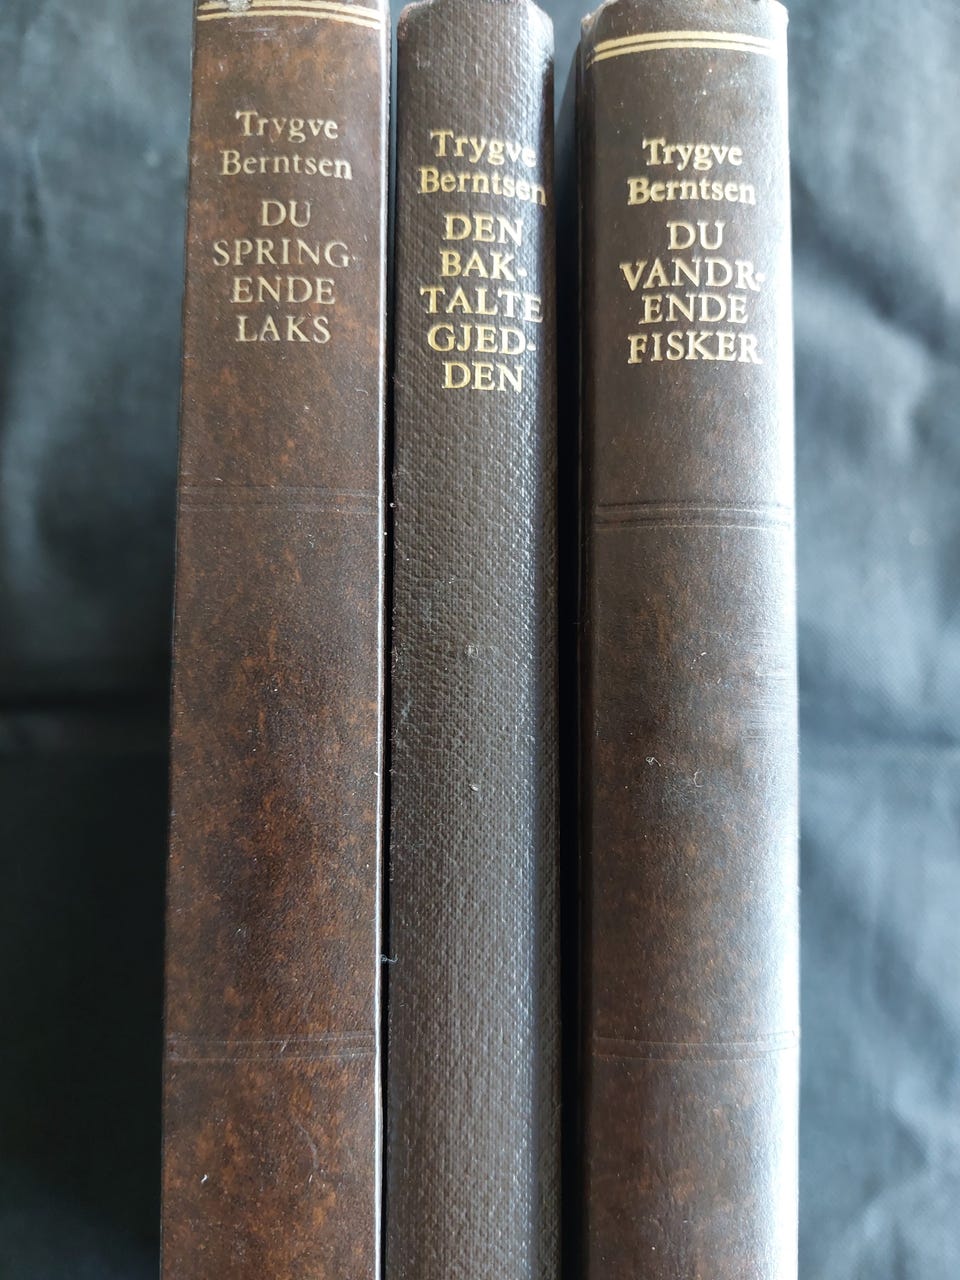 Trygve
Berntsen
DU
SPRING-
ENDE
LAKS
Trygve
Berntsen
DEN
BAK-
TALTE
GJED-
DEN
Trygve
Berntsen
DU
VANDR-
ENDE
FISKER